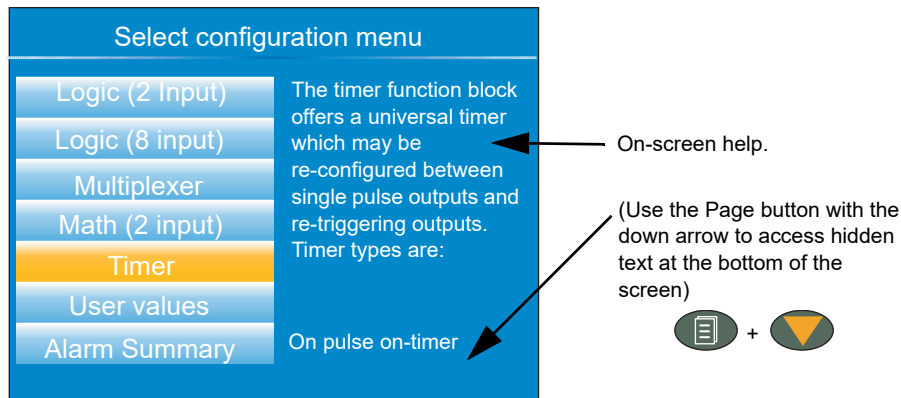 Select configuration menu
Logic (2 Input)
Logic (8 input)
Multiplexer
Math (2 input)
Timer
User values
Alarm Summary
The timer function block
offers a universal timer
which may be
re-configured between
single pulse outputs and
re-triggering outputs.
Timer types are:
On pulse on-timer
On-screen help.
(Use the Page button with the
down arrow to access hidden
text at the bottom of the
screen)
+